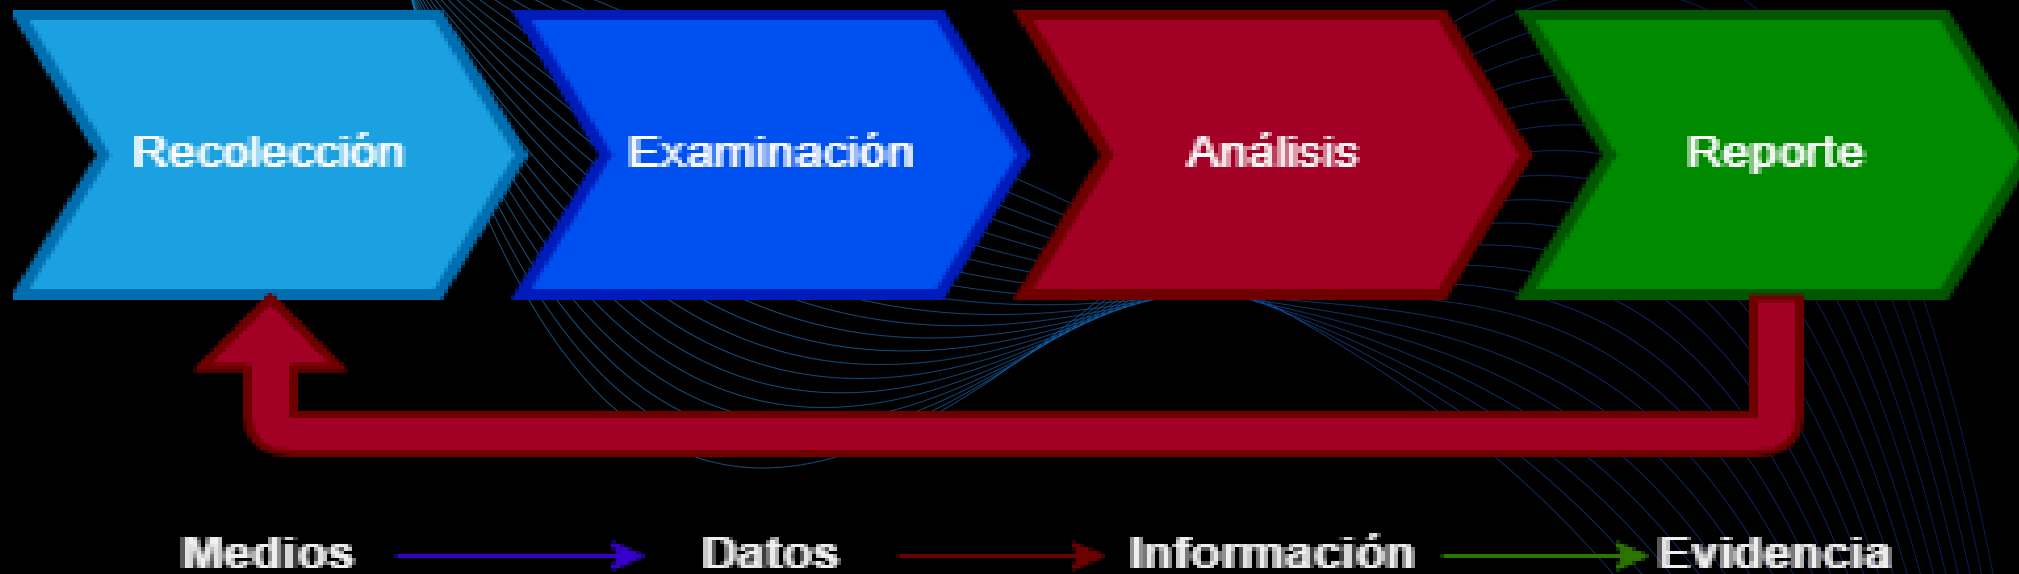 Recolección Examinación Análisis Reporte
Medios Datos Información Evidencia